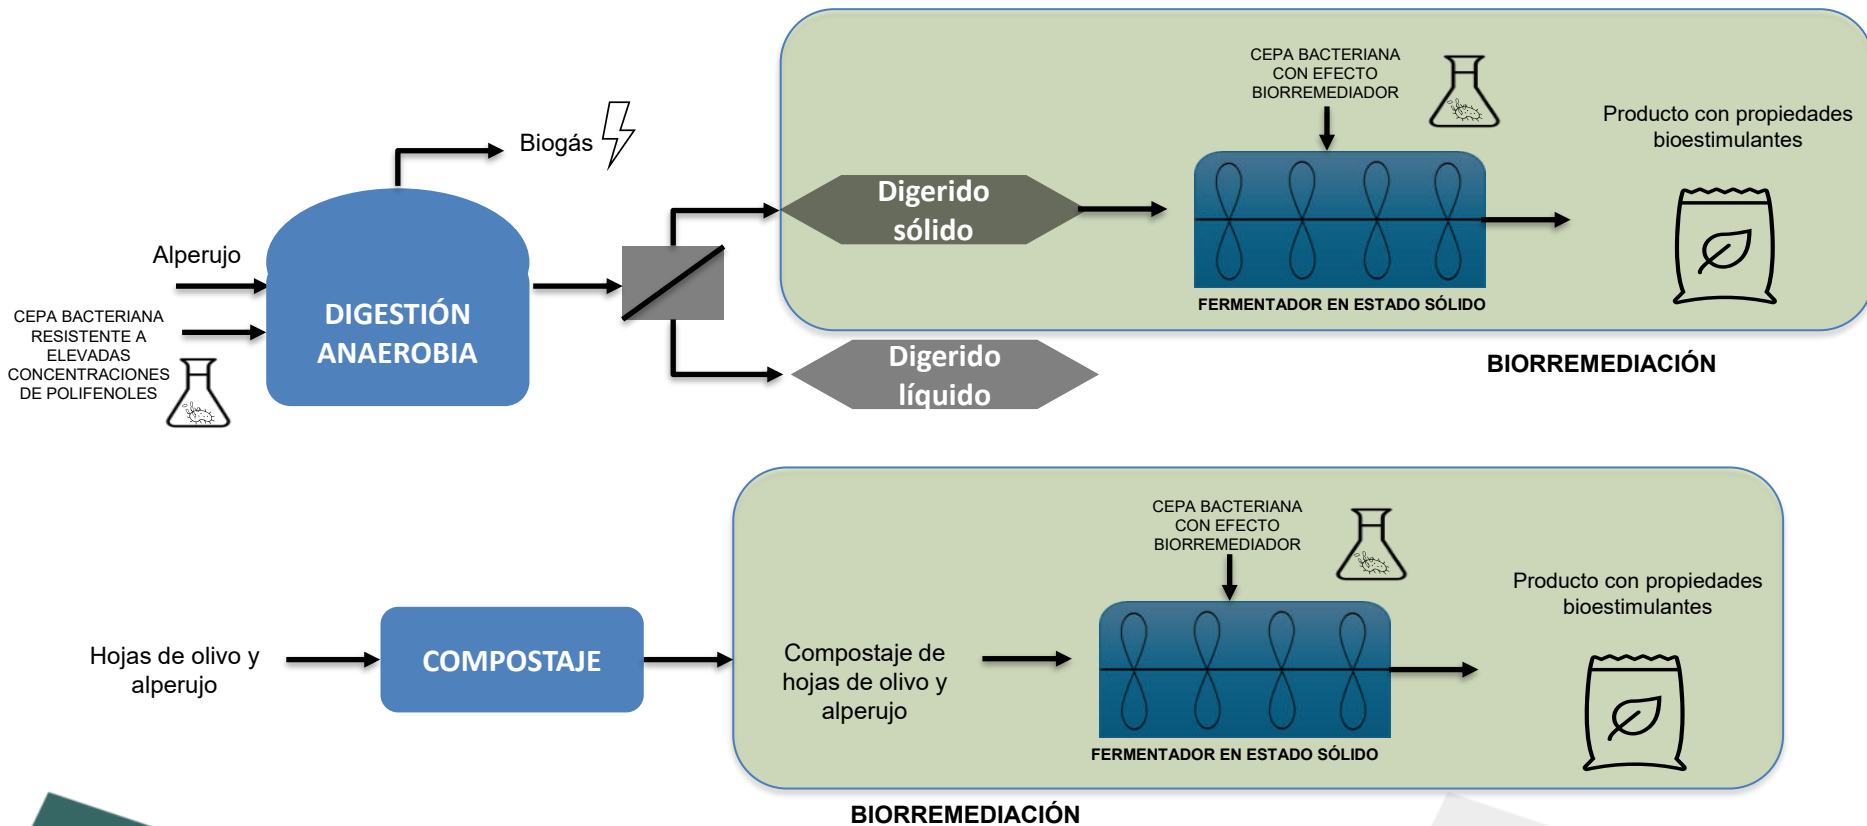 Biogás
Alperujo
CEPA BACTERIANA
RESISTENTE A
ELEVADAS
CONCENTRACIONES
DE POLIFENOLES
DIGESTIÓN
ANAEROBIA
Digerido
sólido
Digerido
líquido
CEPA BACTERIANA
CON EFECTO
BIORREMEDIADOR
FERMENTADOR EN ESTADO SÓLIDO
Producto con propiedades
bioestimulantes
BIORREMEDIACIÓN
Hojas de olivo y
alperujo
COMPOSTAJE
Compostaje de
hojas de olivo y
alperujo
CEPA BACTERIANA
CON EFECTO
BIORREMEDIADOR
FERMENTADOR EN ESTADO SÓLIDO
Producto con propiedades
bioestimulantes
BIORREMEDIACIÓN